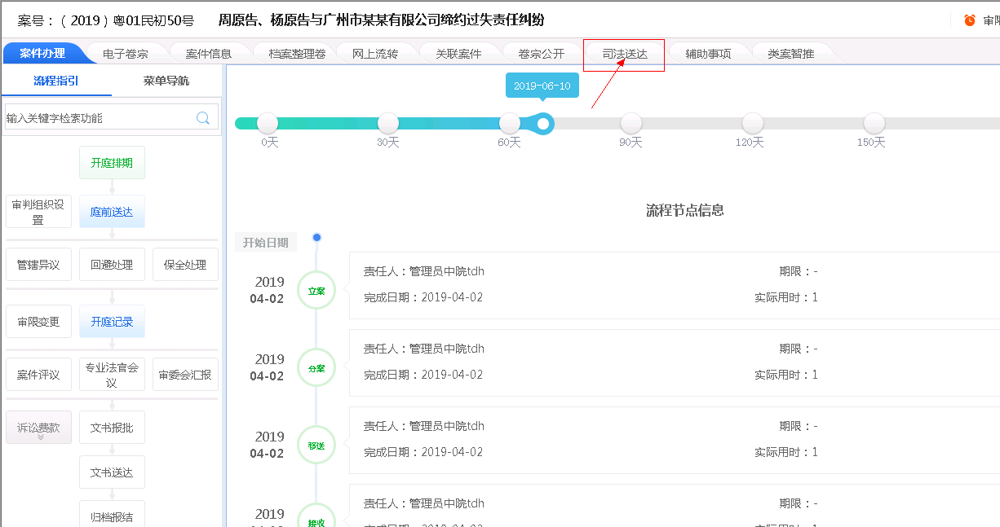 案号：（2019）粤01民初50号 周原告、杨原告与广州市某某有限公司缔约过失责任纠纷 审限
案件办理 电子卷宗 案件信息 档案整理卷 网上流转 关联案件 卷宗公开 司法送达 辅助事项 类案智推
流程指引 菜单导航
输入关键字检索功能
开庭排期
审判组织设置
庭前送达
管辖异议 回避处理 保全处理
审限变更 开庭记录
案件评议 专业法官会议 审委会汇报
诉讼费款 文书报批
文书送达
归档报结
2019-06-10
0天 30天 60天 90天 120天 150天
流程节点信息
开始日期
2019
04-02
立案
责任人：管理员中院tdh 期限：-
完成日期：2019-04-02 实际用时：1
2019
04-02
分案
责任人：管理员中院tdh 期限：-
完成日期：2019-04-02 实际用时：1
2019
04-02
移送
责任人：管理员中院tdh 期限：-
完成日期：2019-04-02 实际用时：1
2019
接收
责任人：管理员中院tdh 期限：-